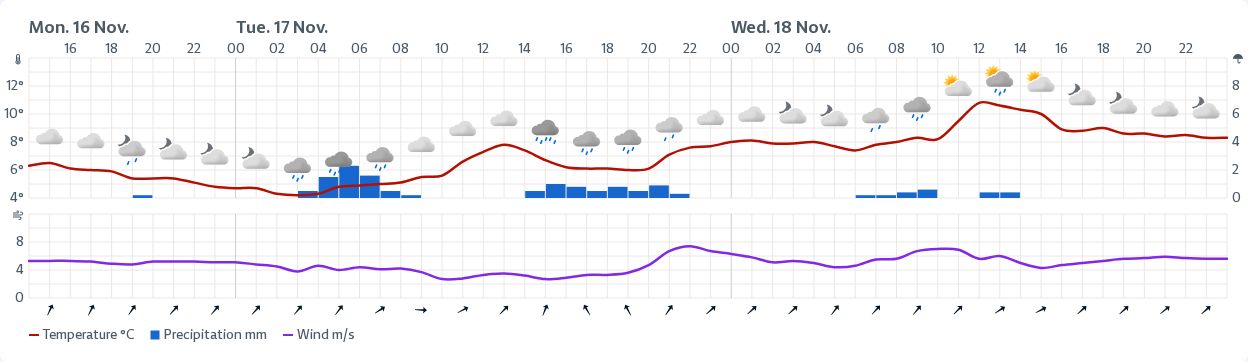 Mon. 16 Nov. Tue. 17 Nov. Wed. 18 Nov.
16 18 20 22 00 02 04 06 08 10 12 14 16 18 20 22 00 02 04 06 08 10 12 14 16 18 20 22
12° 8
10° 6
8° 4
6° 2
4° 0
m/s
8
4
0
Temperature °C Precipitation mm Wind m/s